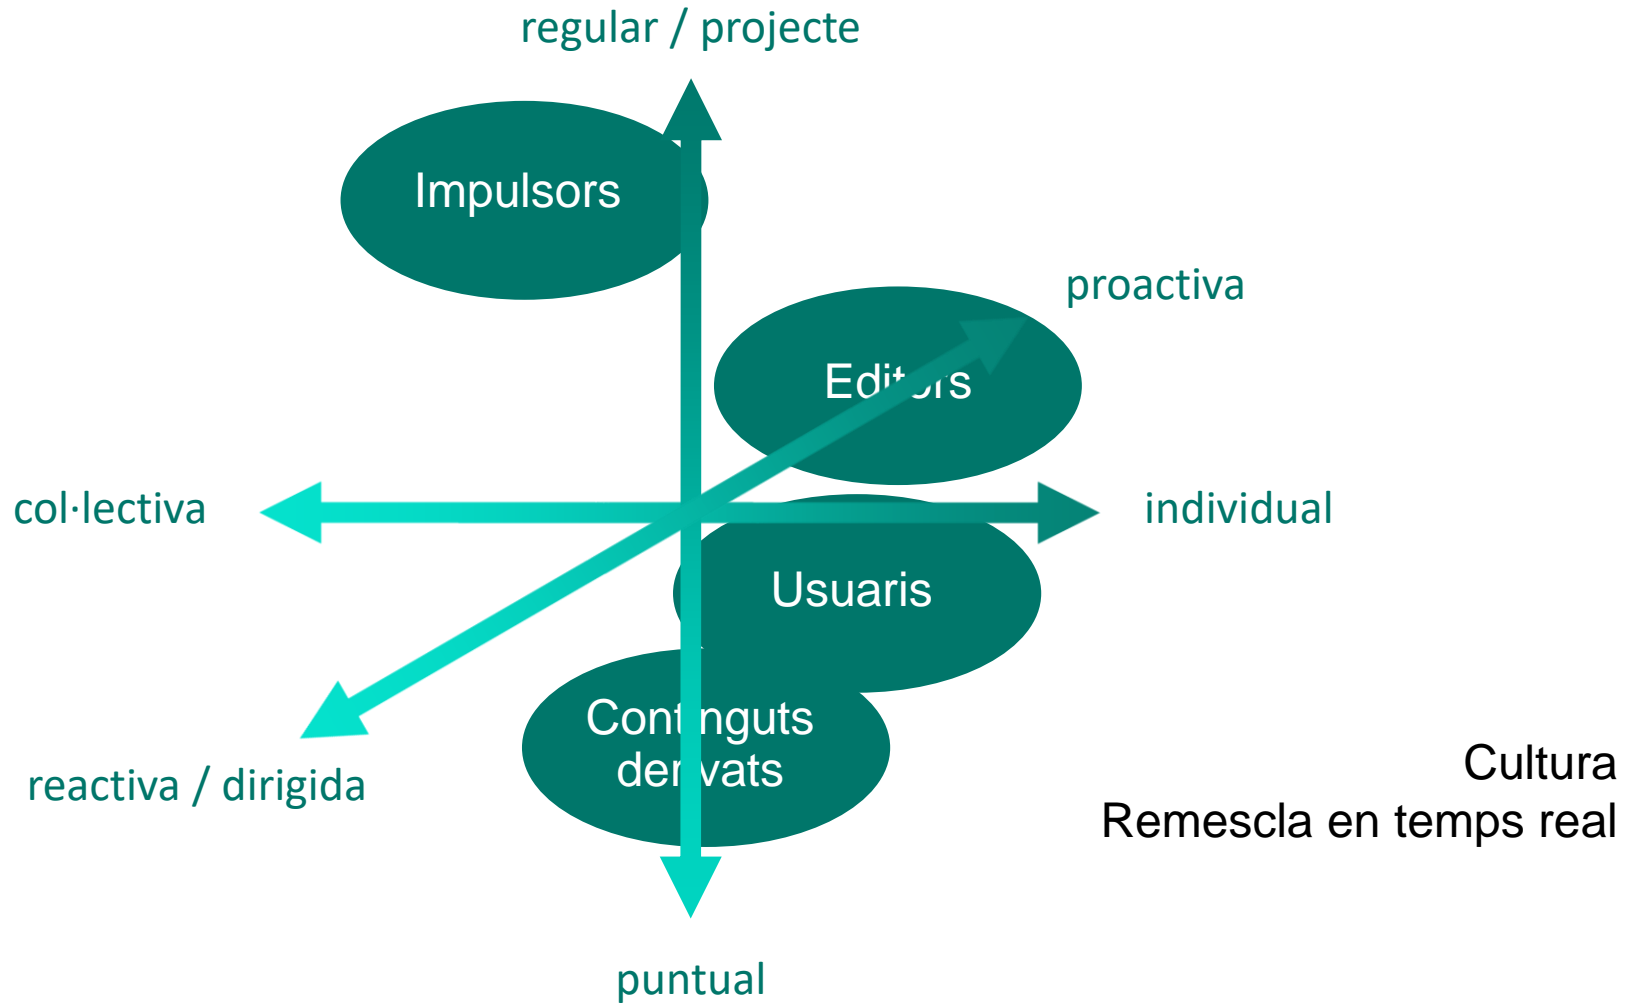 regular / projecte
Impulsors
proactiva
Editors
col·lectiva
individual
Usuaris
Continguts
derivats
reactiva / dirigida
Cultura
Remescla en temps real
puntual